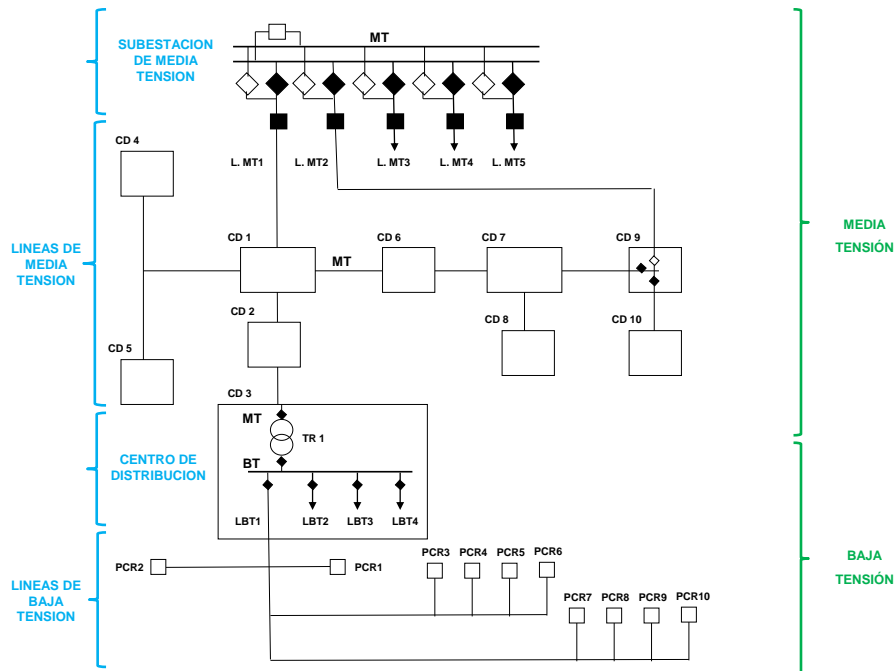 SUBESTACION
DE MEDIA
TENSION
MT
L. MT1
L. MT2
L. MT3
L. MT4
L. MT5
LINEAS DE
MEDIA
TENSION
CD 4
CD 1
MT
CD 6
CD 7
CD 9
CD 2
CD 5
CD 8
CD 10
MEDIA
TENSIÓN
CENTRO DE
DISTRIBUCION
CD 3
MT
TR 1
BT
LBT1
LBT2
LBT3
LBT4
LINEAS DE
BAJA
TENSION
PCR2
PCR1
PCR3
PCR4
PCR5
PCR6
PCR7
PCR8
PCR9
PCR10
BAJA
TENSIÓN